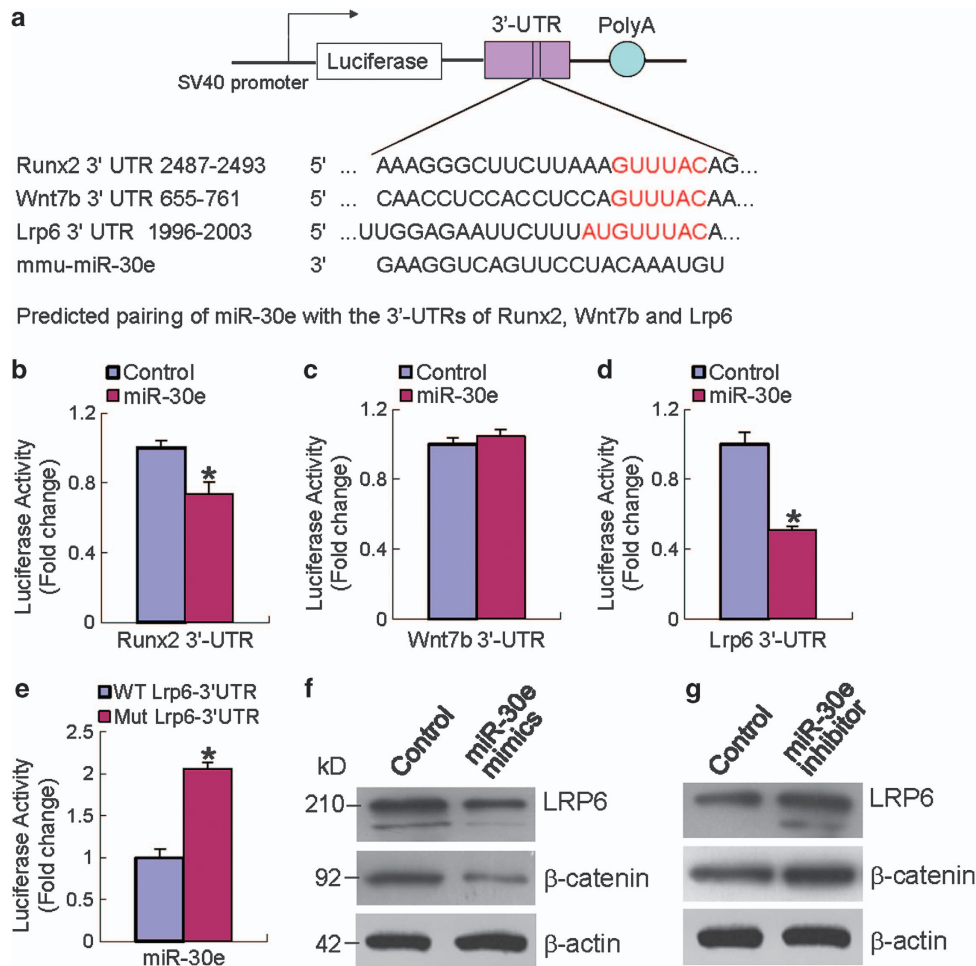 a
3'-UTR
PolyA
Luciferase
SV40 promoter
Runx2 3' UTR 2487-2493 5' ... AAAGGGCUUCUUAAAGUUUACAG...
Wnt7b 3' UTR 655-761 5' ... CAACCUCCACCUCCAGUUUACAA...
Lrp6 3' UTR 1996-2003 5' ...UUGGAGAAUUCUUUAUGUUUACA...
mmu-miR-30e 3' GAAGGUCAGUUCCUACAAAUGU
Predicted pairing of miR-30e with the 3'-UTRs of Runx2, Wnt7b and Lrp6
b
Control
miR-30e
Luciferase Activity
(Fold change)
1.2
0.8
0.4
0
*
Runx2 3'-UTR
c
Control
miR-30e
Luciferase Activity
(Fold change)
1.2
0.8
0.4
0
Wnt7b 3'-UTR
d
Control
miR-30e
Luciferase Activity
(Fold change)
1.2
0.8
0.4
0
*
Lrp6 3'-UTR
e
WT Lrp6-3'UTR
Mut Lrp6-3'UTR
Luciferase Activity
(Fold change)
2.5
2
1.5
1
0.5
0
*
miR-30e
f
Control
miR-30e
mimics
kD
210
LRP6
92
β-catenin
42
β-actin
g
Control
miR-30e
inhibitor
LRP6
β-catenin
β-actin